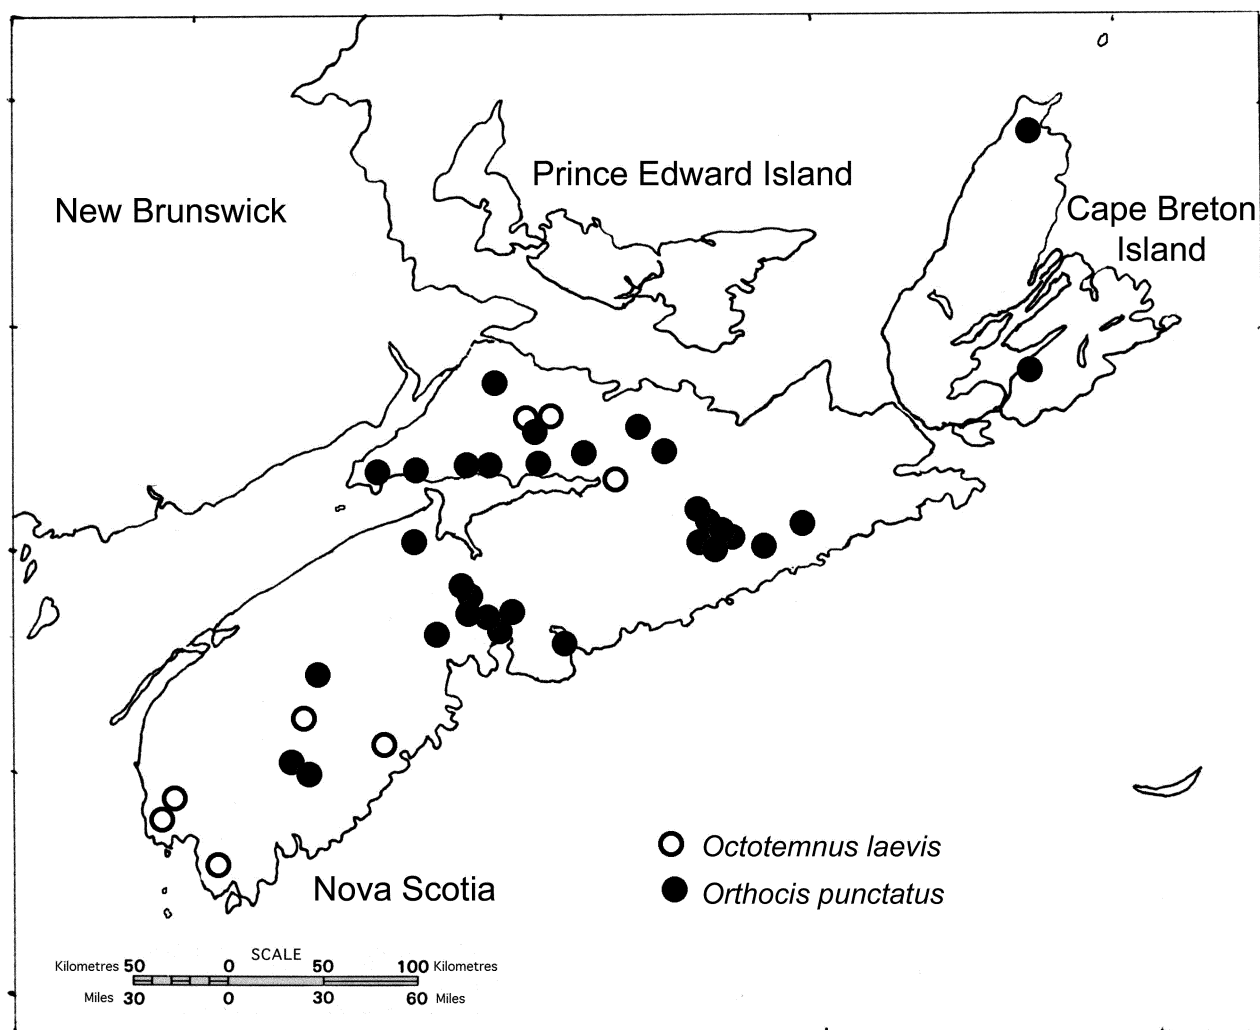 Prince Edward Island
New Brunswick
Cape Breton
Island
Octotemnus laevis
Orthocis punctatus
Nova Scotia
SCALE
Kilometres 50 0 50 100 Kilometres
Miles 30 0 30 60 Miles